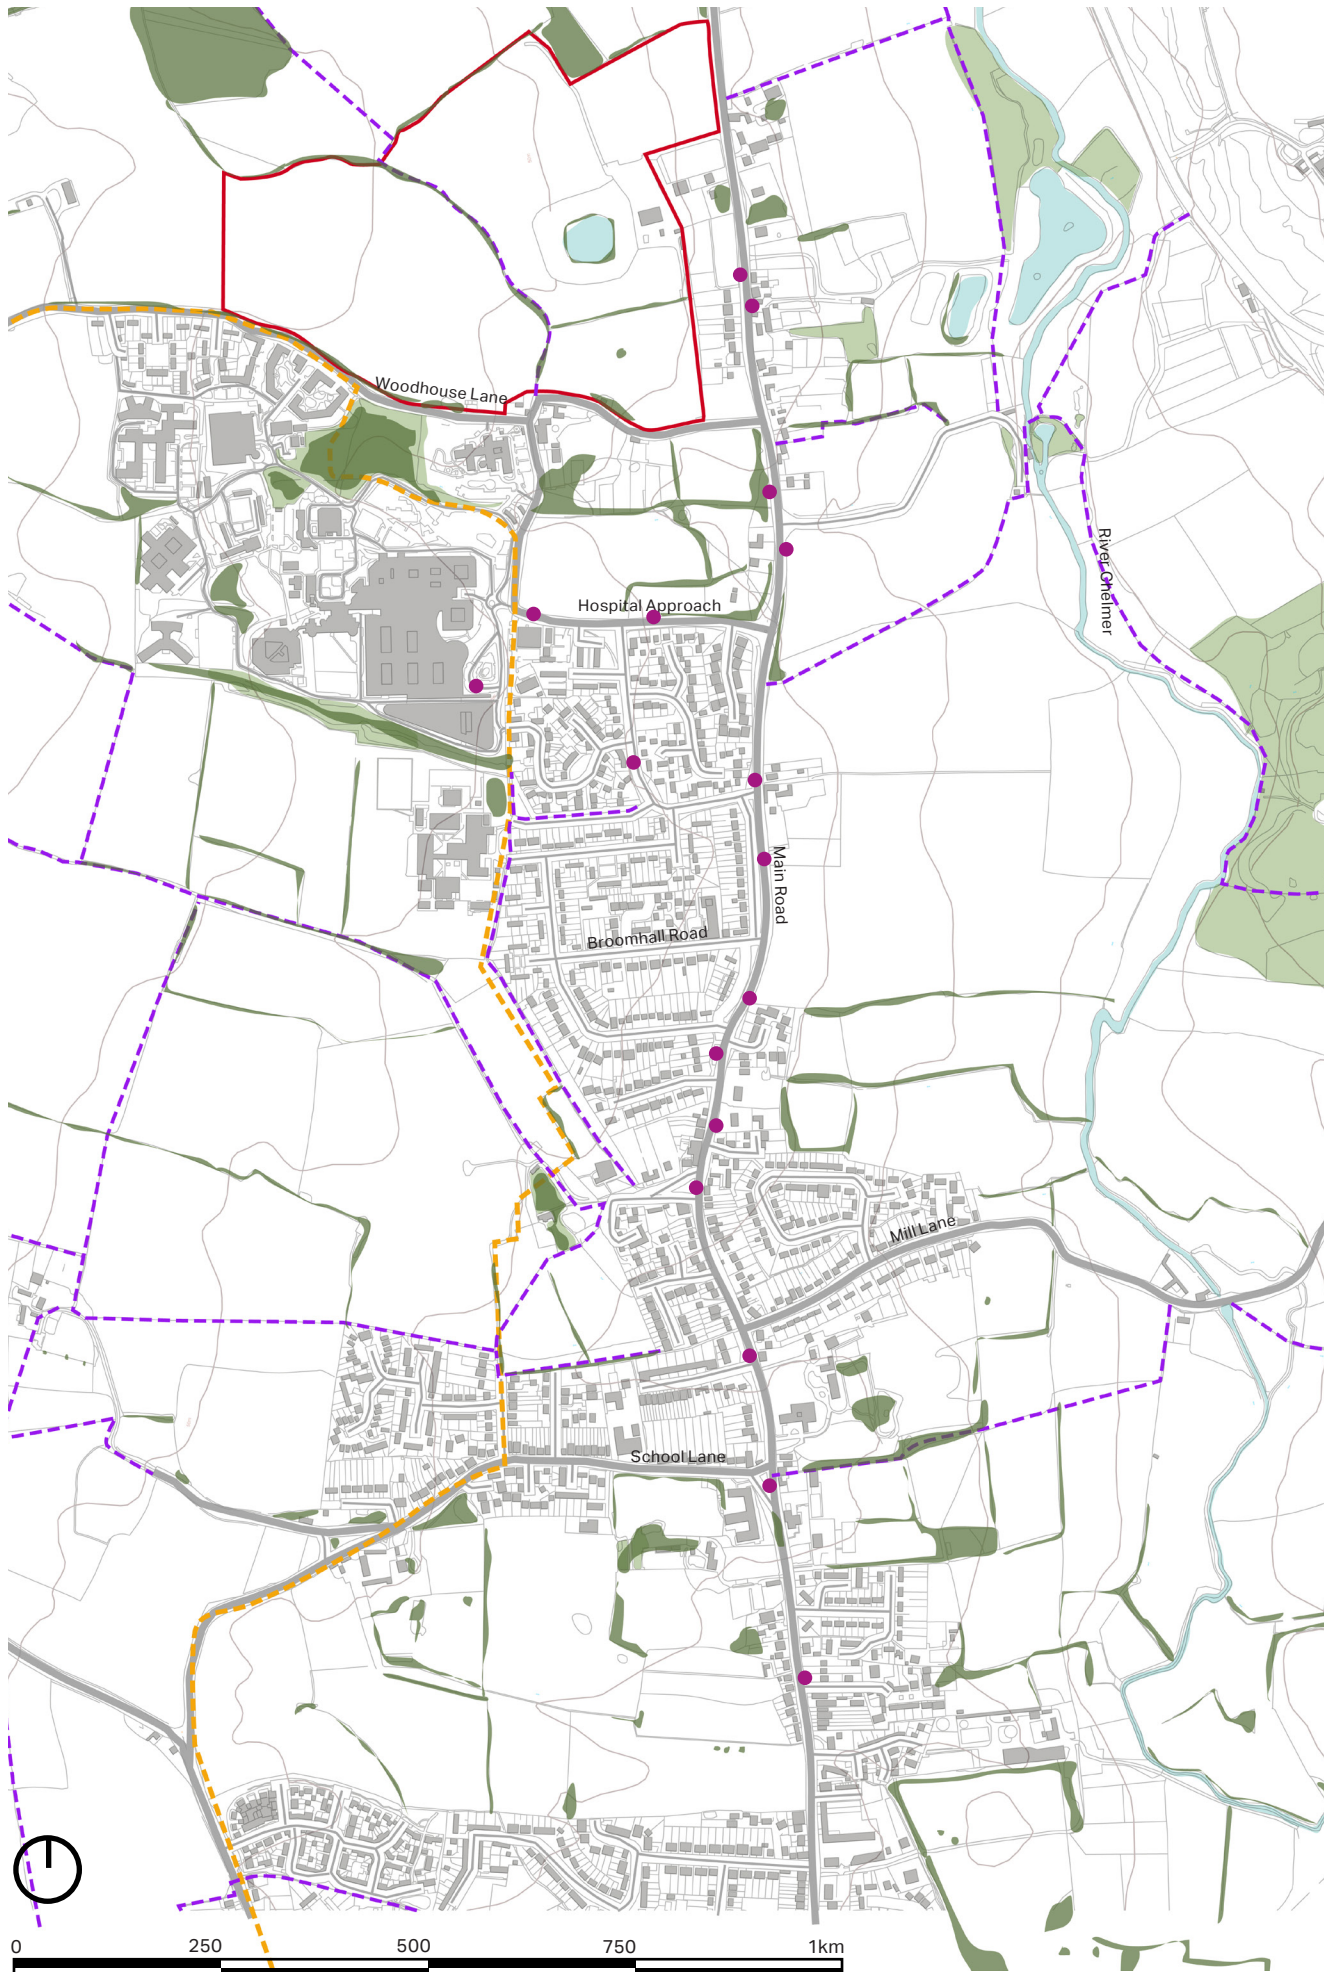 Woodhouse Lane
River Chelmer
Hospital Approach
Main Road
Broomhall Road
Mill Lane
School Lane
0 250 500 750 1km